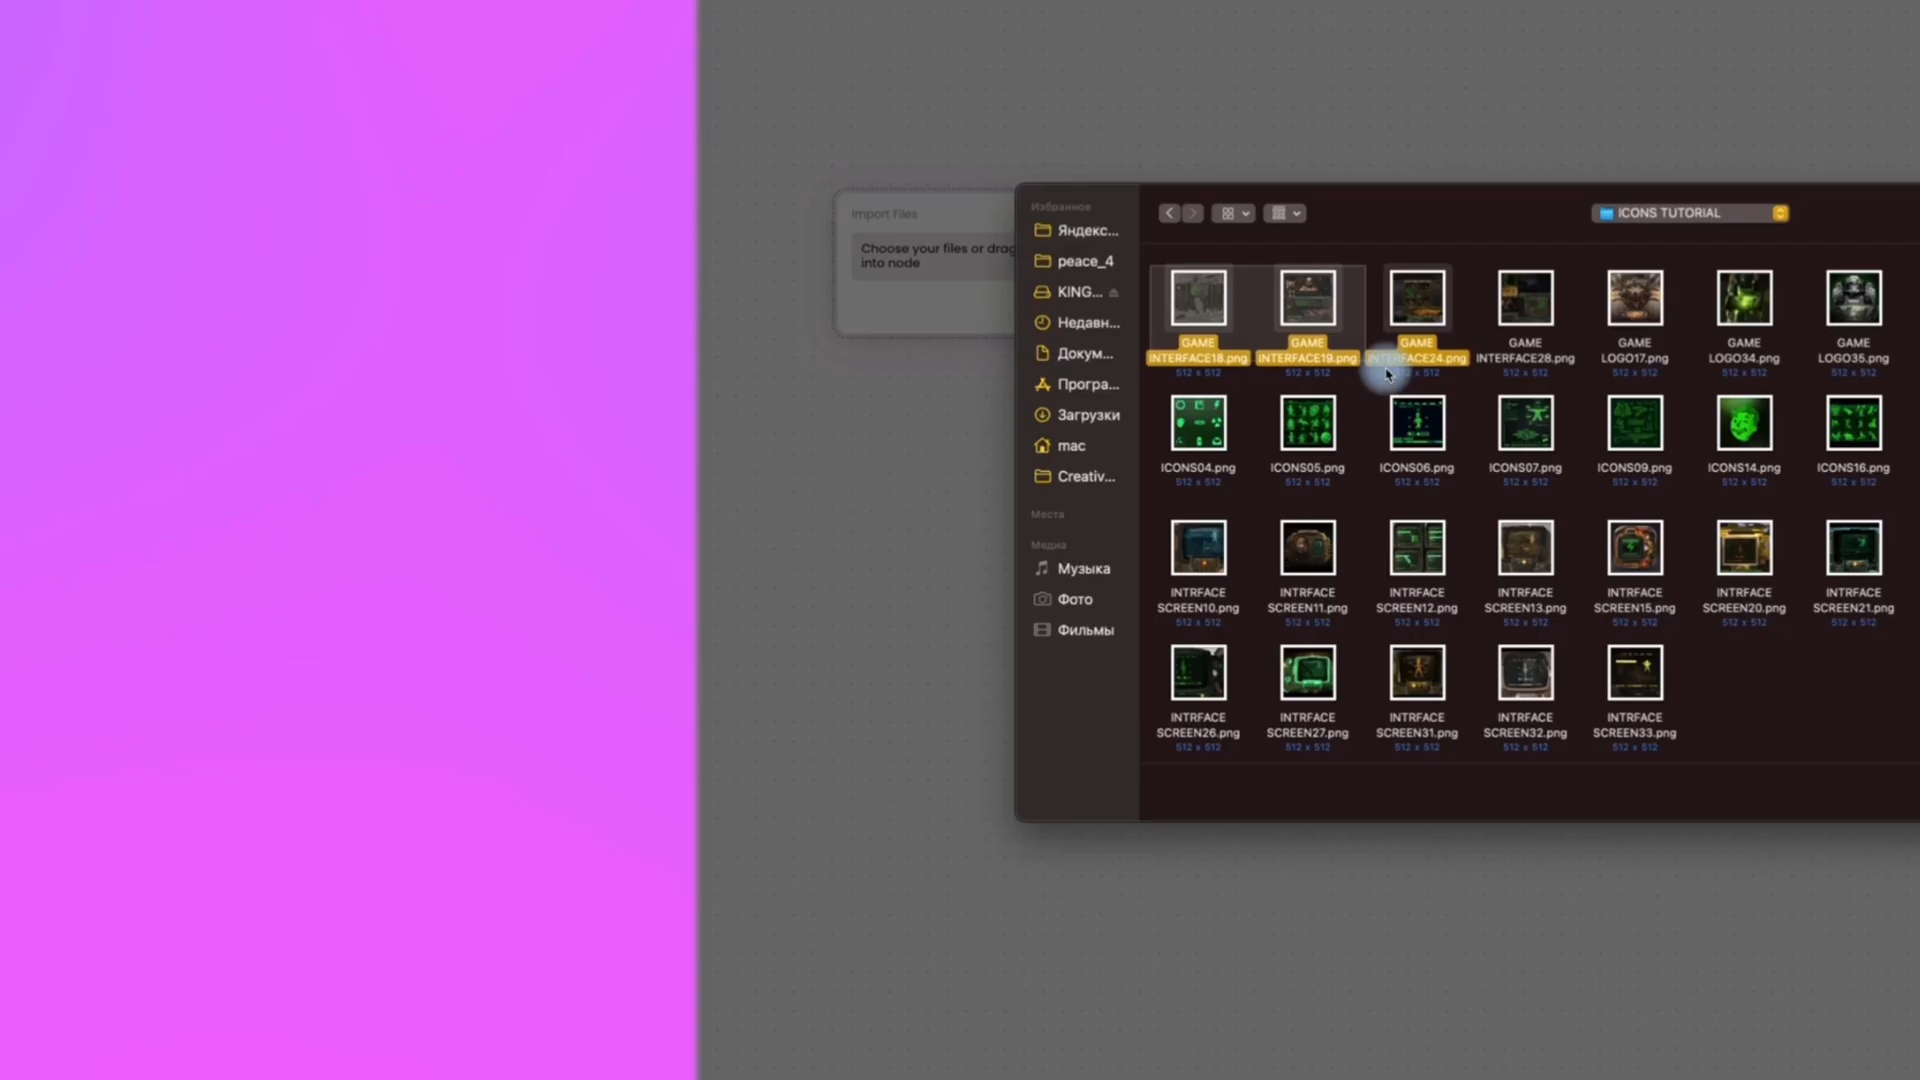 Import Files
Choose your files or drag
into node
Избранное
Яндекс...
peace_4
KING...
Недавн...
Докум...
Програ...
Загрузки
mac
Creativ...
Места
Медиа
Музыка
Фото
Фильмы
ICONS TUTORIAL
GAME
INTERFACE18.png
512 x 512
GAME
INTERFACE19.png
512 x 512
GAME
INTERFACE24.png
x 512
GAME
INTERFACE28.png
512 x 512
GAME
LOGO17.png
512 x 512
GAME
LOGO34.png
512 x 512
GAME
LOGO35.png
512 x 512
ICONS04.png
512 x 512
ICONS05.png
512 x 512
ICONS06.png
512 x 512
ICONS07.png
512 x 512
ICONS09.png
512 x 512
ICONS14.png
512 x 512
ICONS16.png
512 x 512
INTRFACE
SCREEN10.png
512 x 512
INTRFACE
SCREEN11.png
512 x 512
INTRFACE
SCREEN12.png
512 x 512
INTRFACE
SCREEN13.png
512 x 512
INTRFACE
SCREEN15.png
512 x 512
INTRFACE
SCREEN20.png
512 x 512
INTRFACE
SCREEN21.png
512 x 512
INTRFACE
SCREEN26.png
512 x 512
INTRFACE
SCREEN27.png
512 x 512
INTRFACE
SCREEN31.png
512 x 512
INTRFACE
SCREEN32.png
512 x 512
INTRFACE
SCREEN33.png
512 x 512